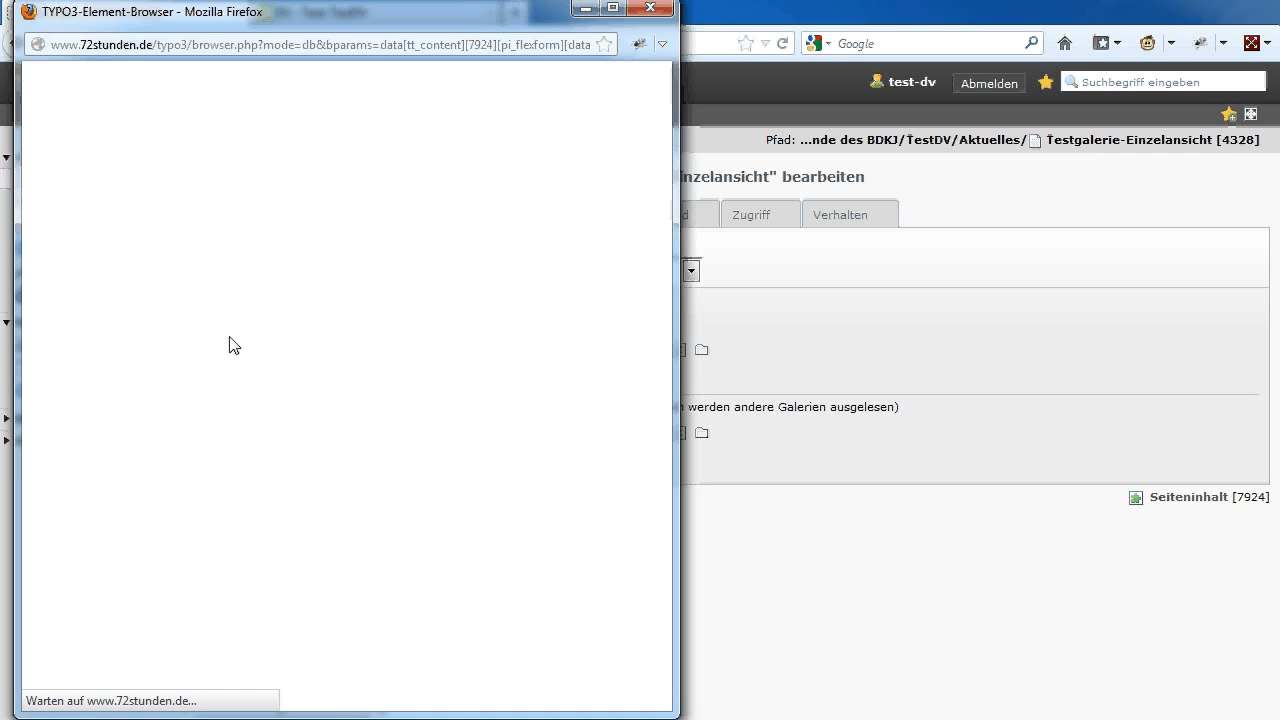 TYPO3-Element-Browser - Mozilla Firefox
www.72stunden.de/typo3/browser.php?mode=db&bparams=data[tt_content][7924][pi_flexform][data
Google
test-dv
Abmelden
Suchbegriff eingeben
Pfad: ...nde des BDKJ/TestDV/Aktuelles/ Testgalerie-Einzelansicht [4328]
inzelansicht" bearbeiten
d
Zugriff
Verhalten
n werden andere Galerien ausgelesen)
Seiteninhalt [7924]
Warten auf www.72stunden.de...